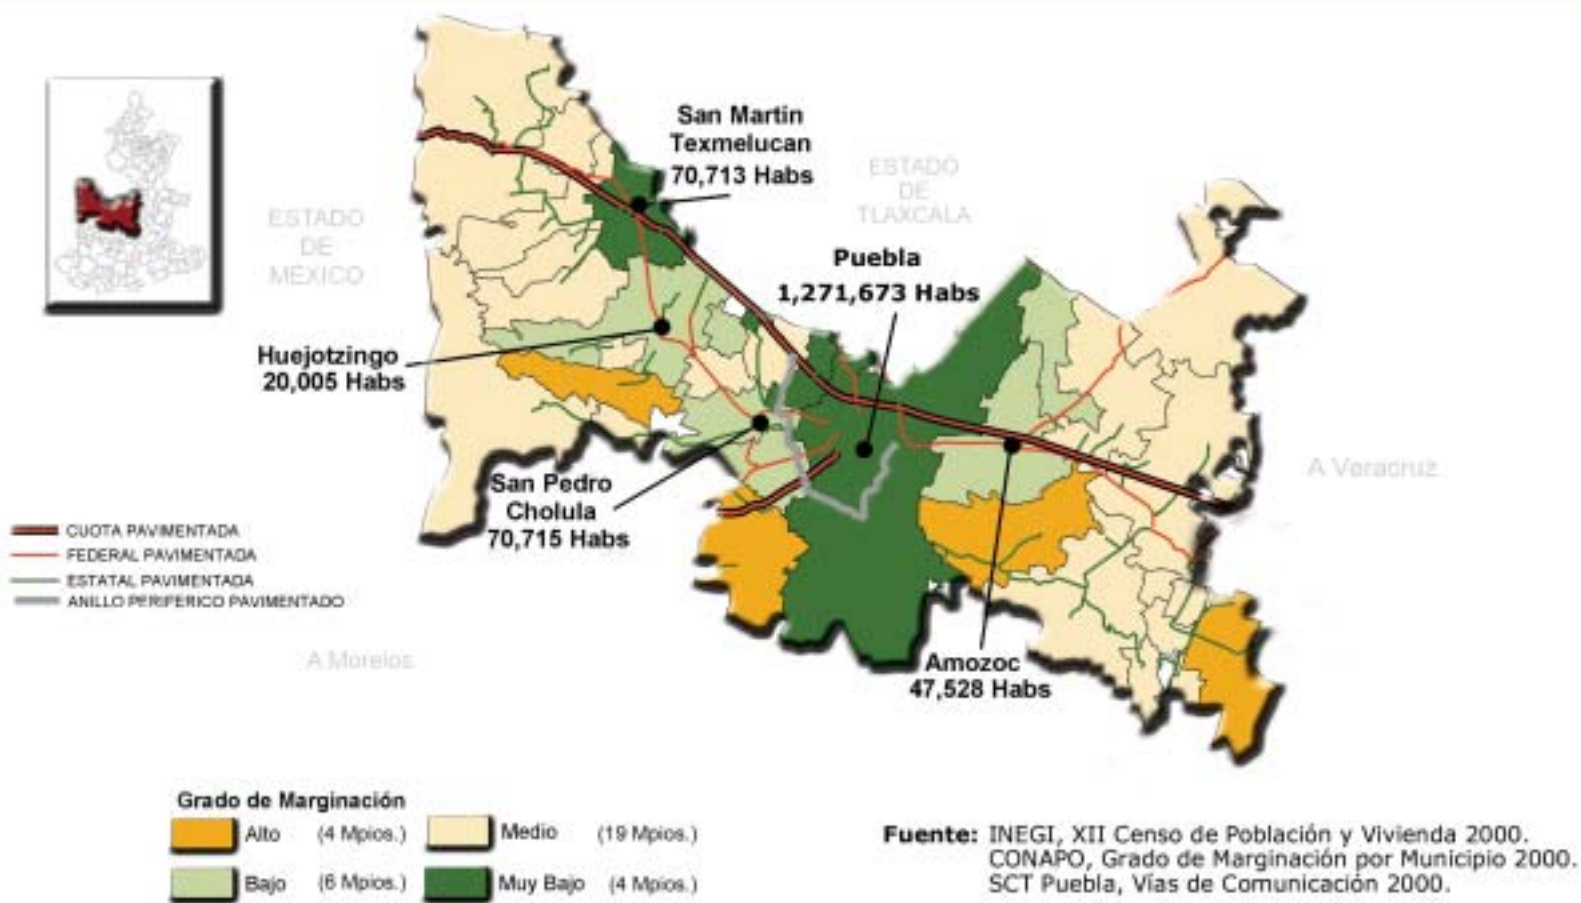 San Martín
Texmelucan
70,713 Habs
ESTADO
DE
TLAXCALA
ESTADO
DE
MEXICO
Puebla
1,271,673 Habs
Huejotzingo
20,005 Habs
A Veracruz
San Pedro
Cholula
70,715 Habs
CUOTA PAVIMENTADA
FEDERAL PAVIMENTADA
ESTATAL PAVIMENTADA
ANILLO PERIFERICO PAVIMENTADO
A Morelos
Amozoc
47,528 Habs
Grado de Marginación
Alto (4 Mpios.) Medio (19 Mpios.)
Bajo (6 Mpios.) Muy Bajo (4 Mpios.)
Fuente: INEGI, XII Censo de Población y Vivienda 2000.
CONAPO, Grado de Marginación por Municipio 2000.
SCT Puebla, Vías de Comunicación 2000.